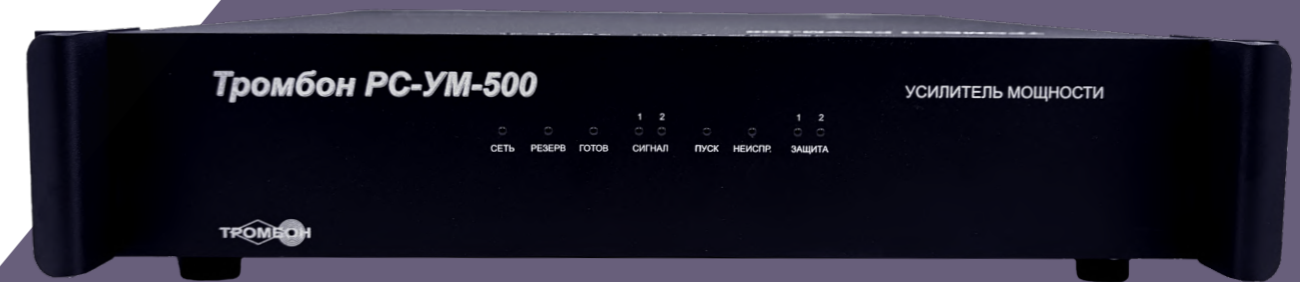 Тромбон РС-УМ-500
УСИЛИТЕЛЬ МОЩНОСТИ
1 2 1 2
СЕТЬ РЕЗЕРВ ГОТОВ СИГНАЛ ПУСК НЕИСПР. ЗАЩИТА
ТРОМБОН